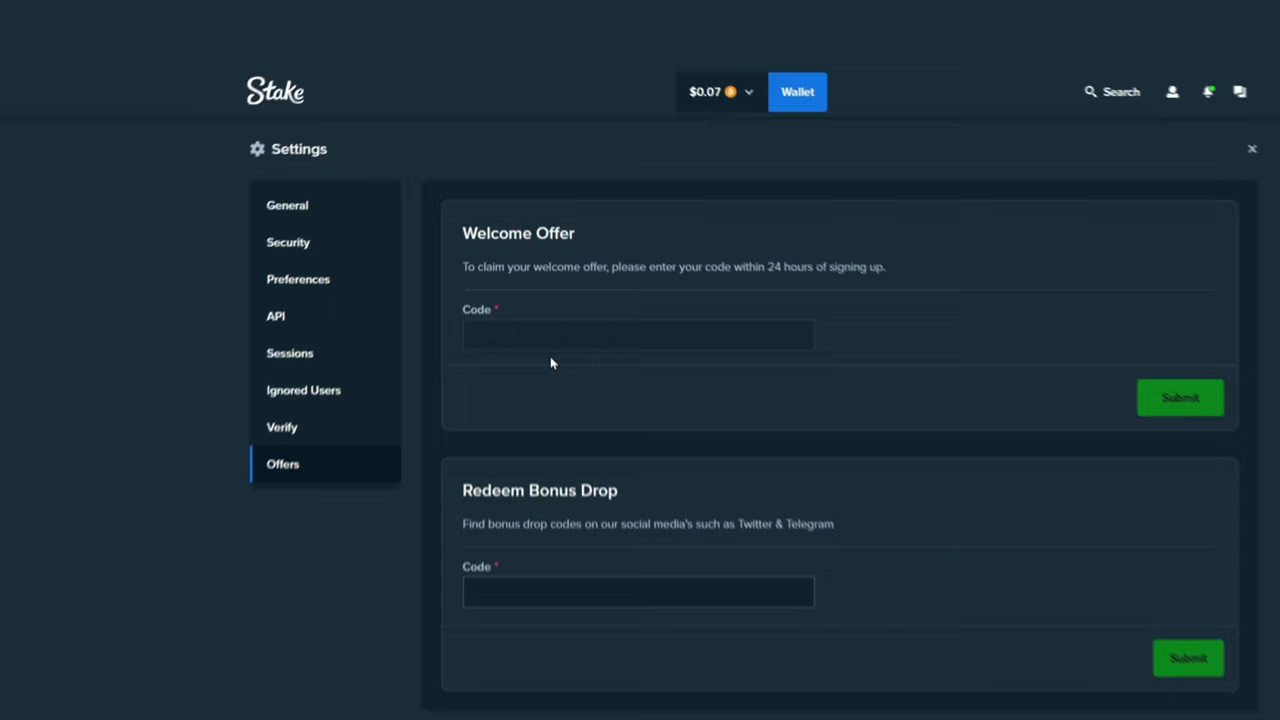 Stake
$0.07
Wallet
Search
Settings
General
Security
Preferences
API
Sessions
Ignored Users
Verify
Offers
Welcome Offer
To claim your welcome offer, please enter your code within 24 hours of signing up.
Code *
Submit
Redeem Bonus Drop
Find bonus drop codes on our social media's such as Twitter & Telegram
Code *
Submit